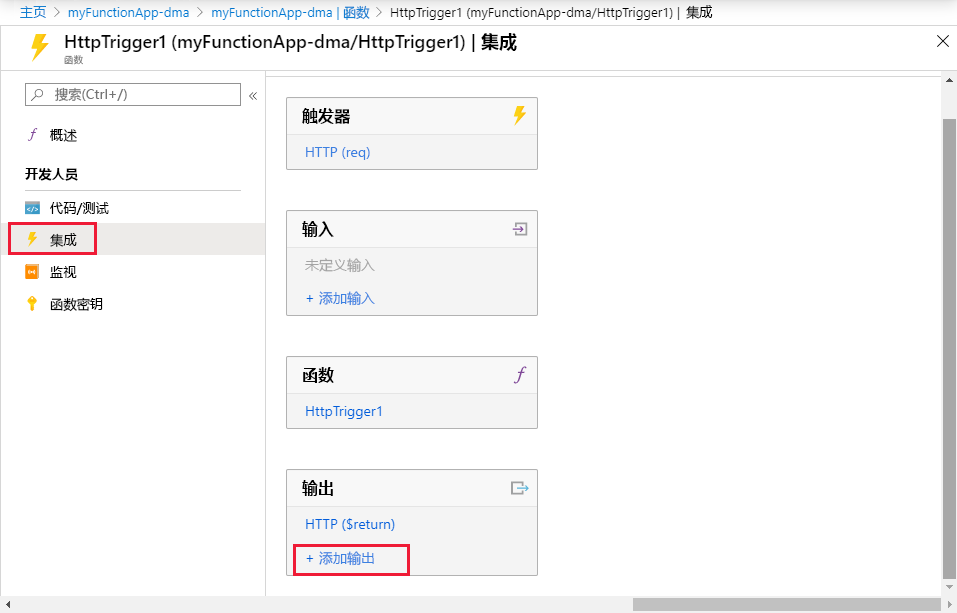 主页 > myFunctionApp-dma > myFunctionApp-dma | 函数 > HttpTrigger1 (myFunctionApp-dma/HttpTrigger1) | 集成
HttpTrigger1 (myFunctionApp-dma/HttpTrigger1) | 集成
函数
搜索(Ctrl+/)
«
概述
开发人员
代码/测试
集成
监视
函数密钥
触发器
HTTP (req)
输入
未定义输入
+ 添加输入
函数
HttpTrigger1
输出
HTTP ($return)
+ 添加输出